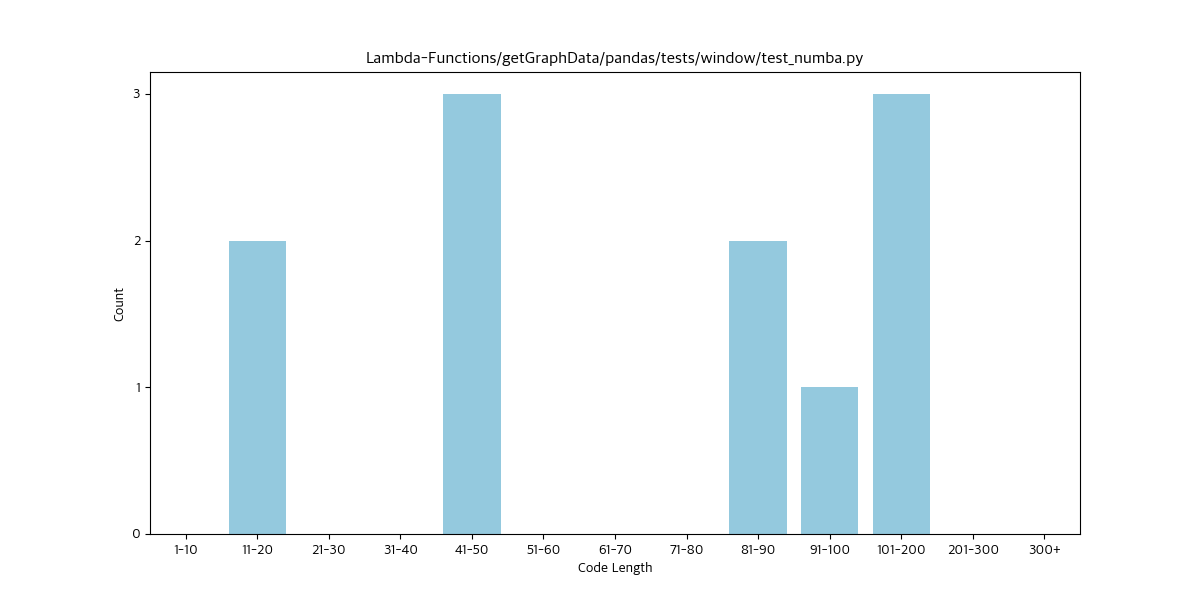 Lambda-Functions/getGraphData/pandas/tests/window/test_numba.py
3
2
1
0
Count
1-10 11-20 21-30 31-40 41-50 51-60 61-70 71-80 81-90 91-100 101-200 201-300 300+
Code Length